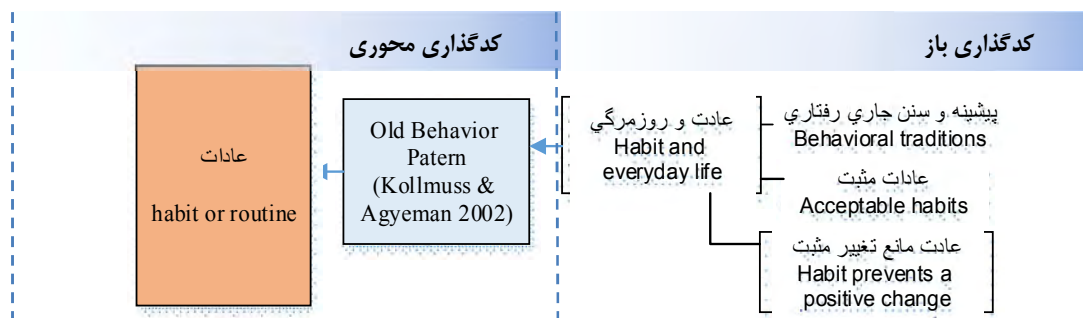 کدگذاری باز
کدگذاری محوری
پیشینه و سنن جاري رفتاري
Behavioral traditions
عادات مثبت
Acceptable habits
عادت مانع تغییر مثبت
Habit prevents a
positive change
عادت و روزمرگي
Habit and
everyday life
Old Behavior
Patern
(Kollmuss &
Agyeman 2002)
عادات
habit or routine